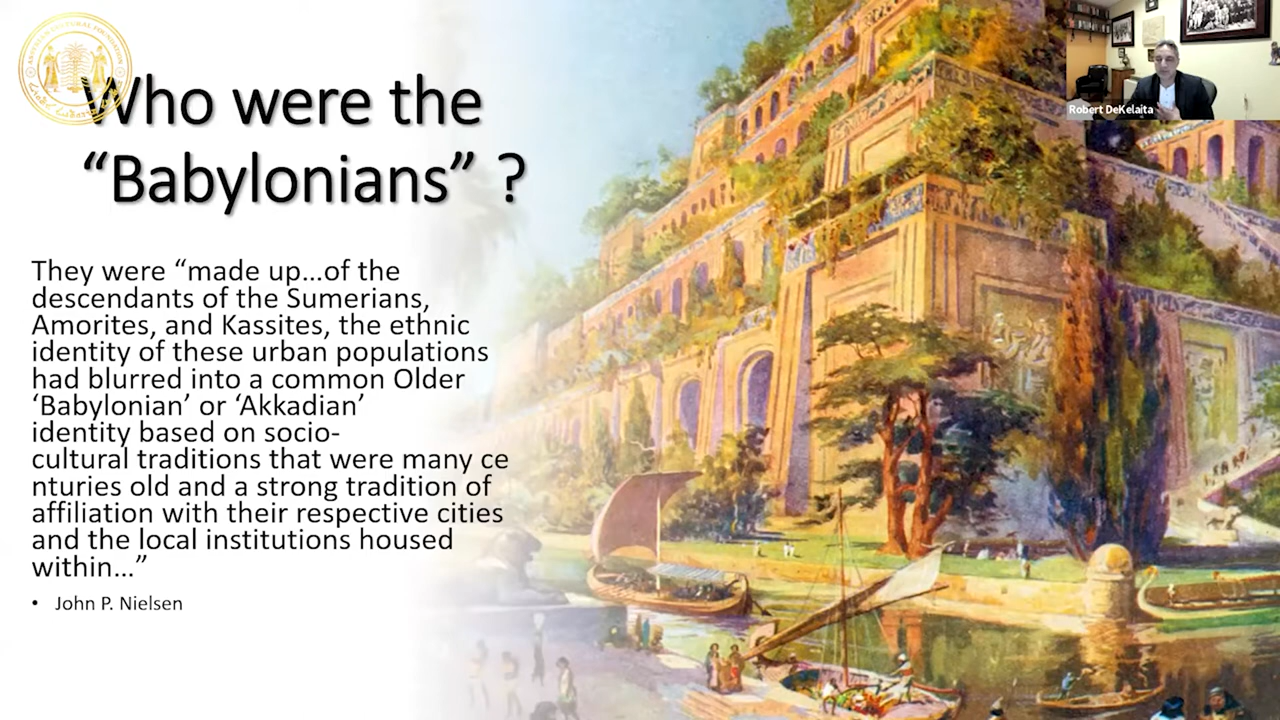 Who were the
“Babylonians” ?
They were “made up…of the
descendants of the Sumerians,
Amorites, and Kassites, the ethnic
identity of these urban populations
had blurred into a common Older
‘Babylonian’ or ‘Akkadian’
identity based on socio-
cultural traditions that were many ce
nturies old and a strong tradition of
affiliation with their respective cities
and the local institutions housed
within…”
• John P. Nielsen
Robert DeKelaita